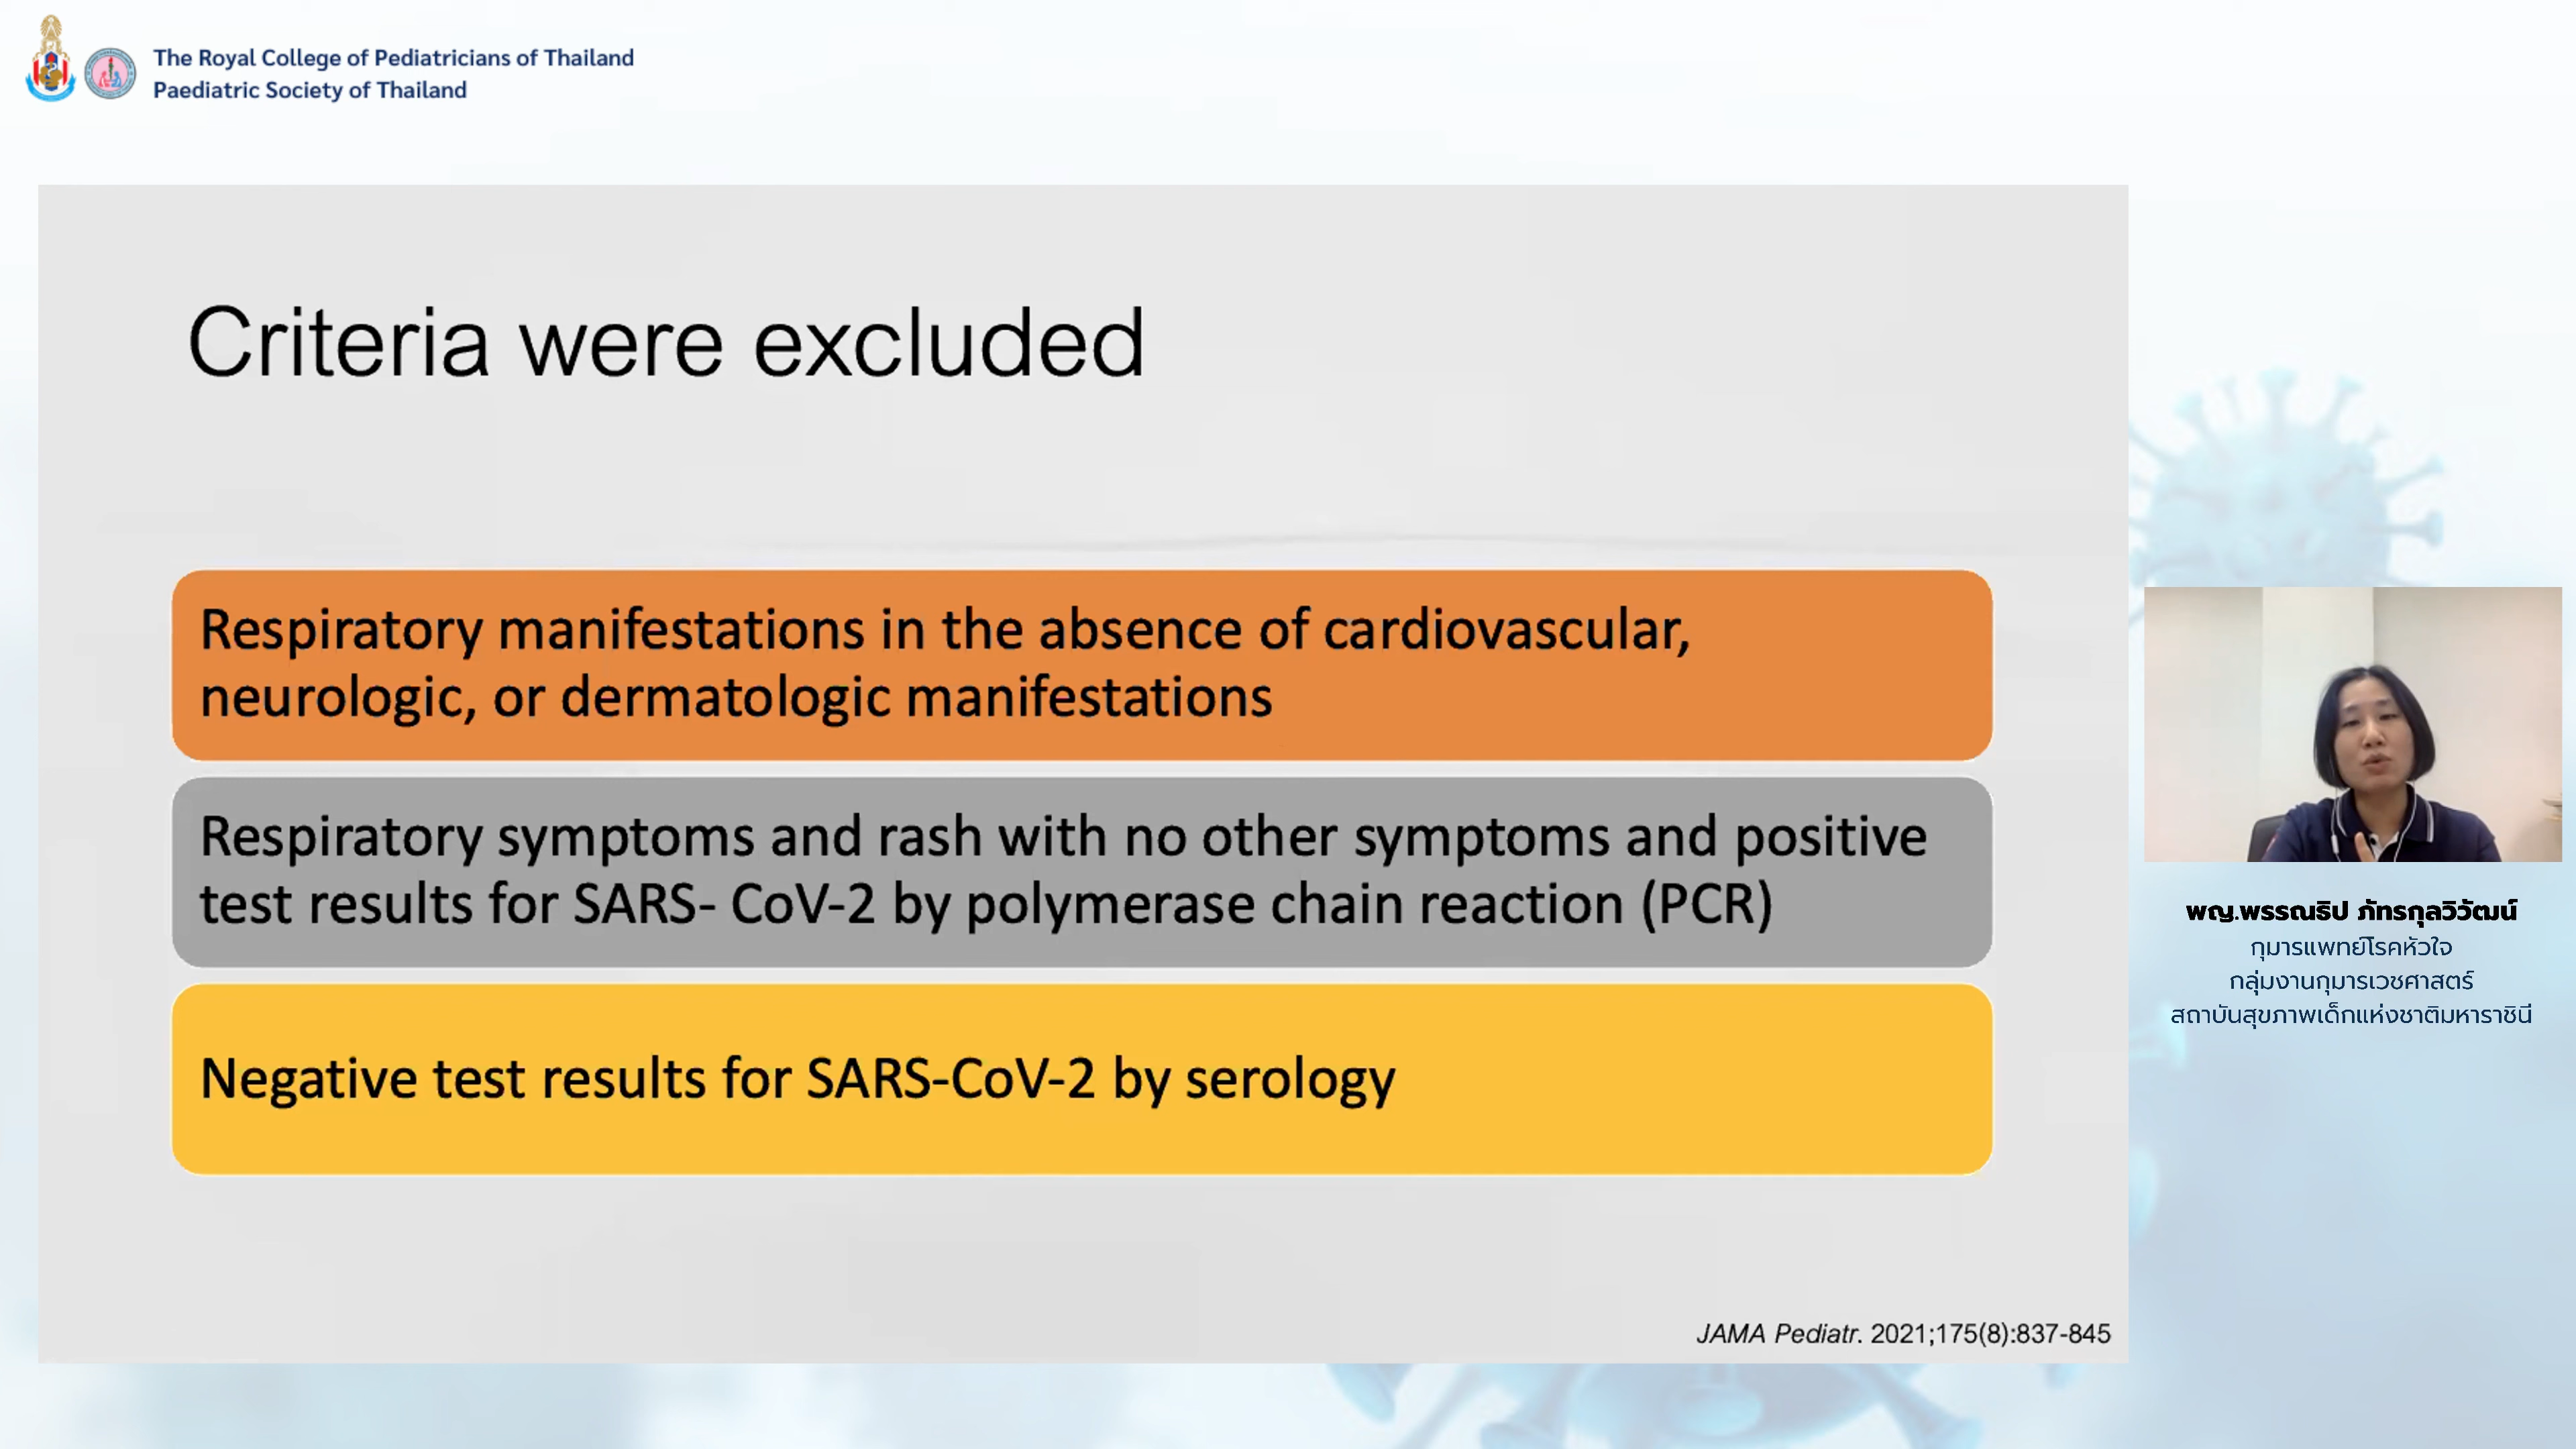 The Royal College of Pediatricians of Thailand
Paediatric Society of Thailand
Criteria were excluded
Respiratory manifestations in the absence of cardiovascular,
neurologic, or dermatologic manifestations
Respiratory symptoms and rash with no other symptoms and positive
test results for SARS- CoV-2 by polymerase chain reaction (PCR)
Negative test results for SARS-CoV-2 by serology
JAMA Pediatr. 2021;175(8):837-845
พญ.พรรณธิป ภัทรกุลวิวัฒน์
กุมารแพทย์โรคหัวใจ
กลุ่มงานกุมารเวชศาสตร์
สถาบันสุขภาพเด็กแห่งชาติมหาราชินี